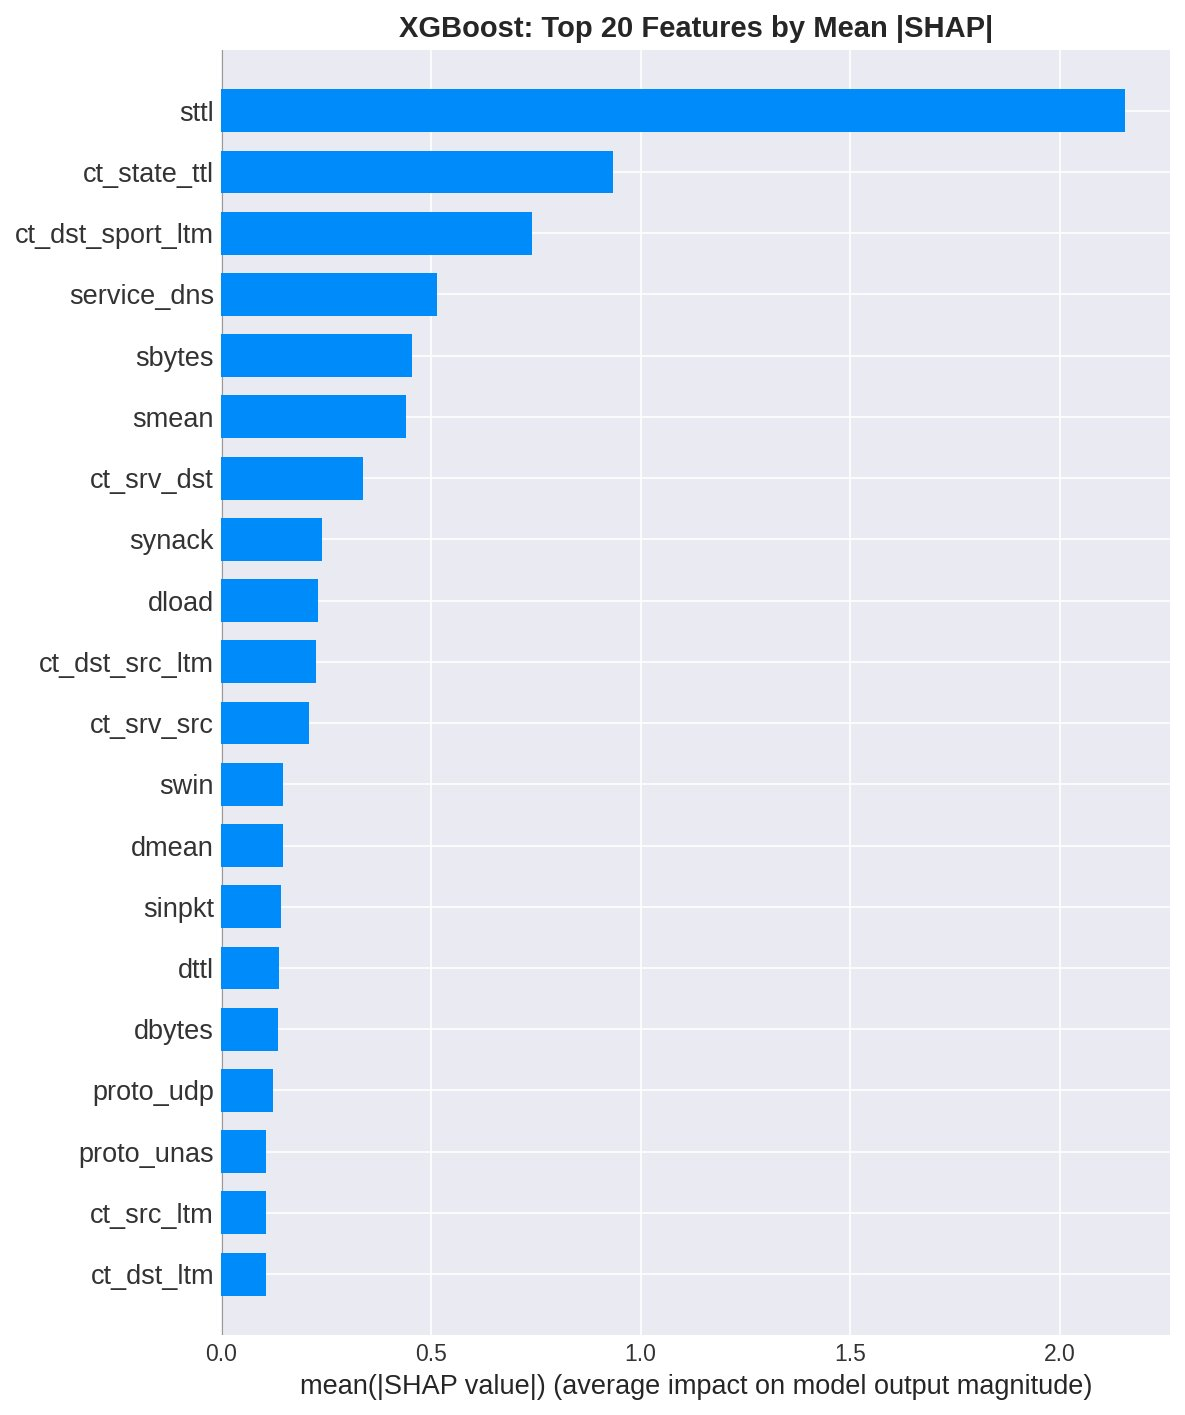 XGBoost: Top 20 Features by Mean |SHAP|
sttl
ct_state_ttl
ct_dst_sport_ltm
service_dns
sbytes
smean
ct_srv_dst
synack
dload
ct_dst_src_ltm
ct_srv_src
swin
dmean
sinpkt
dttl
dbytes
proto_udp
proto_unas
ct_src_ltm
ct_dst_ltm
0.0 0.5 1.0 1.5 2.0
mean(|SHAP value|) (average impact on model output magnitude)